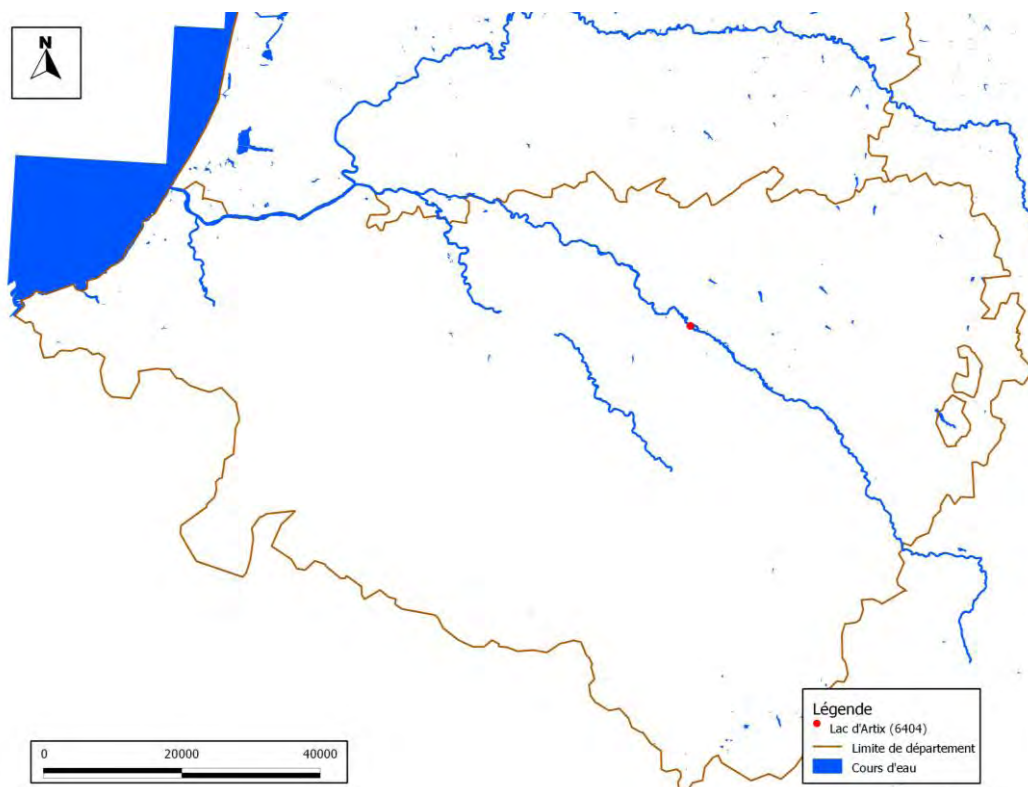 N
0 20000 40000
Légende
Lac d'Artix (6404)
Limite de département
Cours d'eau